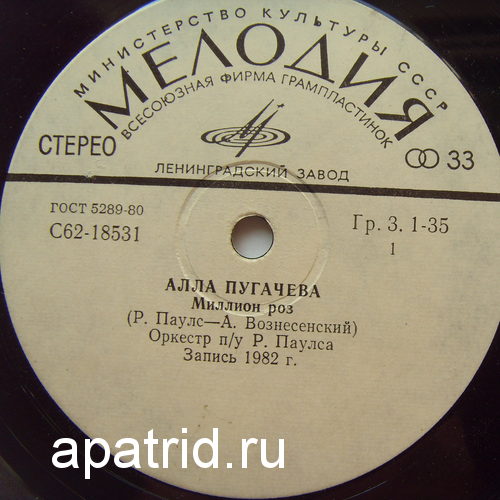 МИНИСТЕРСТВО КУЛЬТУРЫ СССР
МЕЛОДИЯ
ВСЕСОЮЗНАЯ ФИРМА ГРАМПЛАСТИНОК
СТЕРЕО
33
ЛЕНИНГРАДСКИЙ ЗАВОД
ГОСТ 5289-80
С62-18531
Гр. 3. 1-35
1
АЛЛА ПУГАЧЕВА
Миллион роз
(Р. Паулс—А. Вознесенский)
Оркестр п/у Р. Паулса
Запись 1982 г.
apatrid.ru